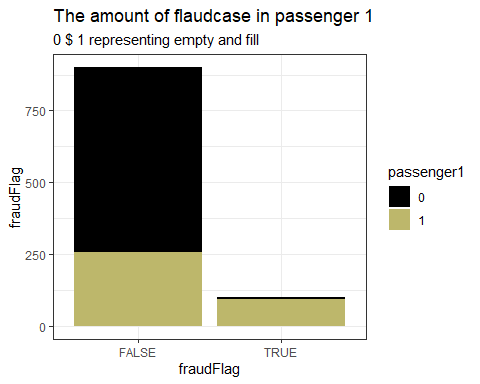 The amount of flaudcase in passenger 1
0 $ 1 representing empty and fill
fraudFlag
750
500
250
0
FALSE
TRUE
fraudFlag
passenger1
0
1